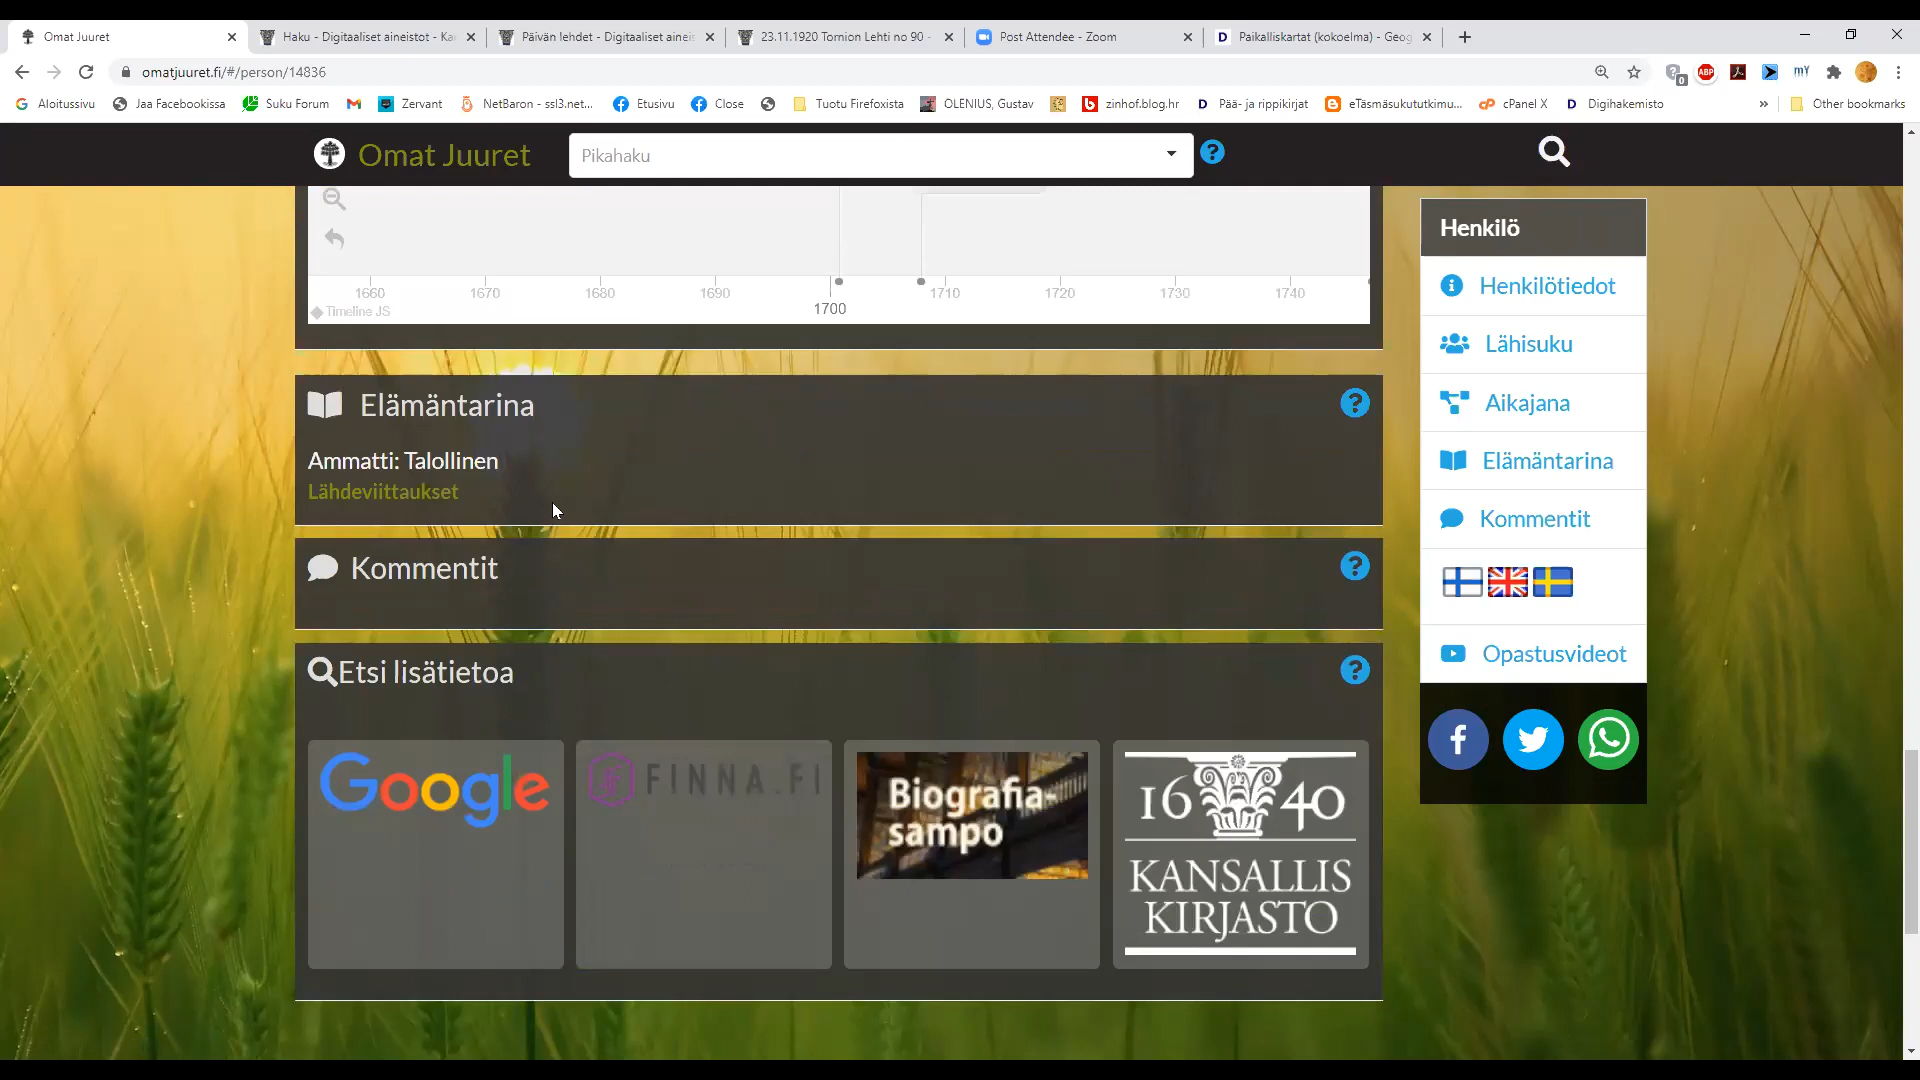 Omat Juuret
Haku - Digitaaliset aineistot - Ka
Päivän lehdet - Digitaaliset aineis
23.11.1920 Tornion Lehti no 90 -
Post Attendee - Zoom
Paikalliskartat (kokoelma) - Geog
omatjuuret.fi/#/person/14836
0
ABP
mY
Aloitussivu
Jaa Facebookissa
Suku Forum
Zervant
NetBaron - ssl3.net...
Etusivu
Close
Tuotu Firefoxista
OLENIUS, Gustav
zinhof.blog.hr
Pää- ja rippikirjat
eTäsmäsukututkimu...
cPanel X
Digihakemisto
»
Other bookmarks
Omat Juuret
Pikahaku
1660 1670 1680 1690 1700 1710 1720 1730 1740
Timeline JS
Elämäntarina
Ammatti: Talollinen
Lähdeviittaukset
Kommentit
Etsi lisätietoa
Google
FINNA.FI
Biografia-
sampo
1640
KANSALLIS
KIRJASTO
Henkilö
Henkilötiedot
Lähisuku
Aikajana
Elämäntarina
Kommentit
Opastusvideot